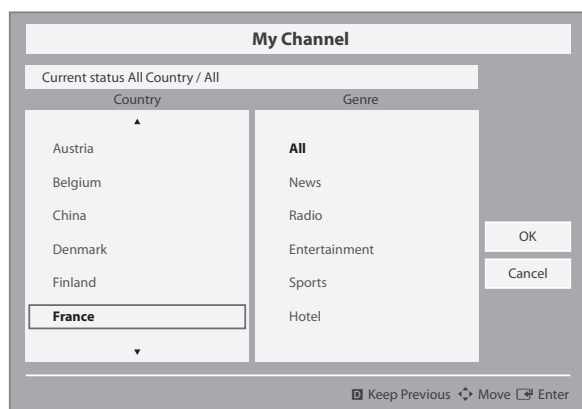 My Channel
Current status All Country / All
Country
Genre
▲
Austria
All
Belgium
News
China
Radio
Denmark
Entertainment
Finland
Sports
France
Hotel
▼
OK
Cancel
D Keep Previous Move Enter